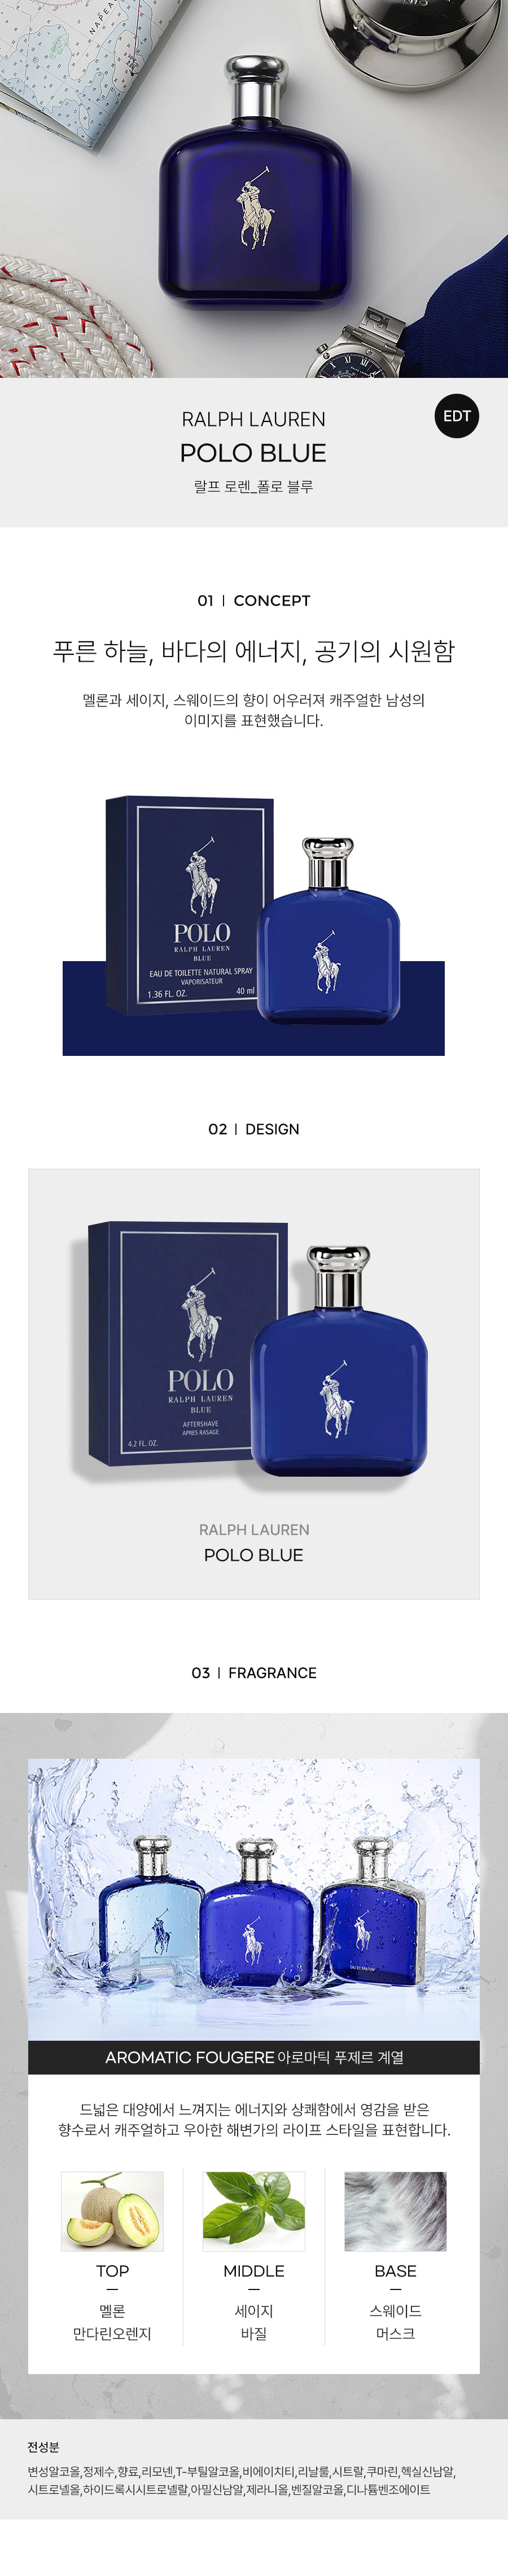 NAPEA
RALPH LAUREN
EDT
POLO BLUE
랄프 로렌_폴로 블루
01 | CONCEPT
푸른 하늘, 바다의 에너지, 공기의 시원함
멜론과 세이지, 스웨이드의 향이 어우러져 캐주얼한 남성의
이미지를 표현했습니다.
POLO
RALPH LAUREN
BLUE
EAU DE TOILETTE NATURAL SPRAY
VAPORISATEUR
1.36 FL. OZ. 40 ml
02 | DESIGN
POLO
RALPH LAUREN
BLUE
AFTERSHAVE
APRÈS RASAGE
4.2 FL. OZ.
RALPH LAUREN
POLO BLUE
03 | FRAGRANCE
EAU DE PARFUM
AROMATIC FOUGERE 아로마틱 푸제르 계열
드넓은 대양에서 느껴지는 에너지와 상쾌함에서 영감을 받은
향수로서 캐주얼하고 우아한 해변가의 라이프 스타일을 표현합니다.
TOP
멜론
만다린오렌지
MIDDLE
세이지
바질
BASE
스웨이드
머스크
전성분
변성알코올,정제수,향료,리모넨,T-부틸알코올,비에이치티,리날룰,시트랄,쿠마린,헥실신남알,
시트로넬올,하이드록시시트로넬랄,아밀신남알,제라니올,벤질알코올,디나튬벤조에이트